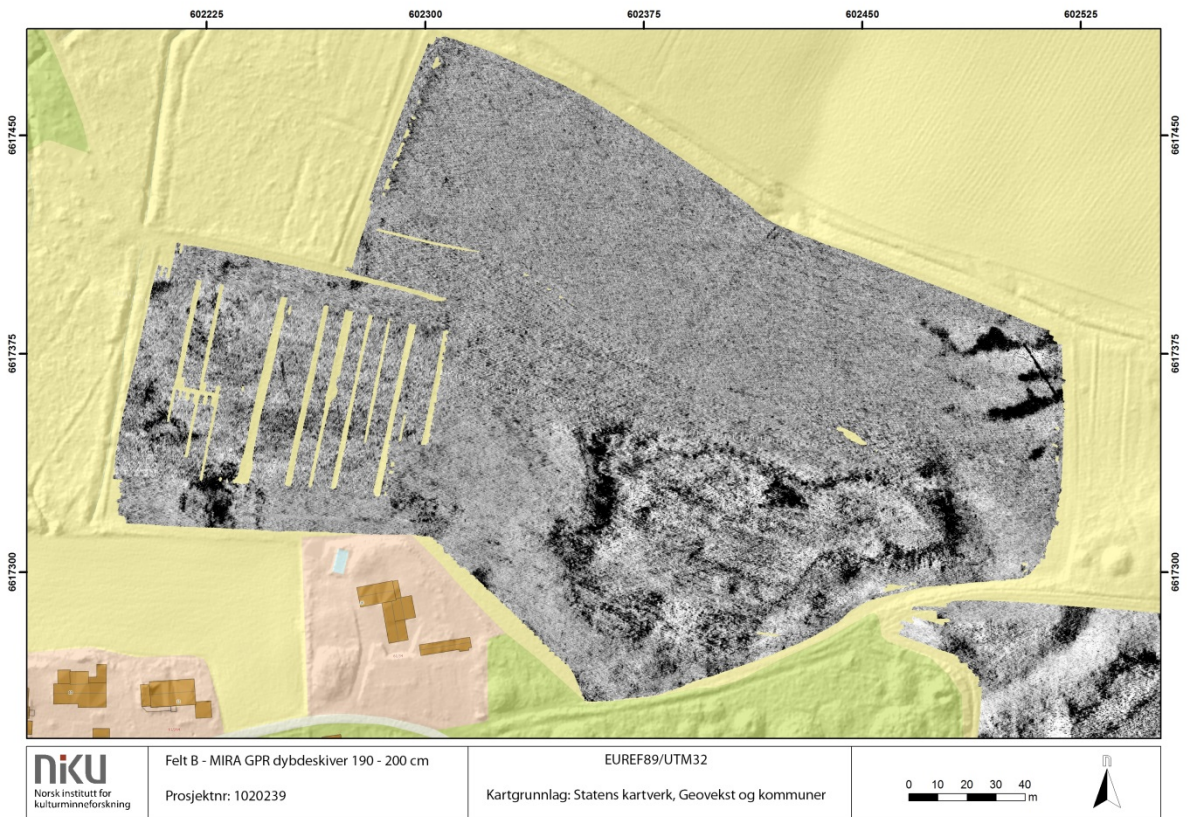 602225 602300 602375 602450 602525
6617450 6617450
6617375 6617375
6617300 6617300
niku
Norsk institutt for
kulturminneforskning
Felt B - MIRA GPR dybdeskiver 190 - 200 cm
Prosjektnr: 1020239
EUREF89/UTM32
Kartgrunnlag: Statens kartverk, Geovekst og kommuner
0 10 20 30 40
m
n